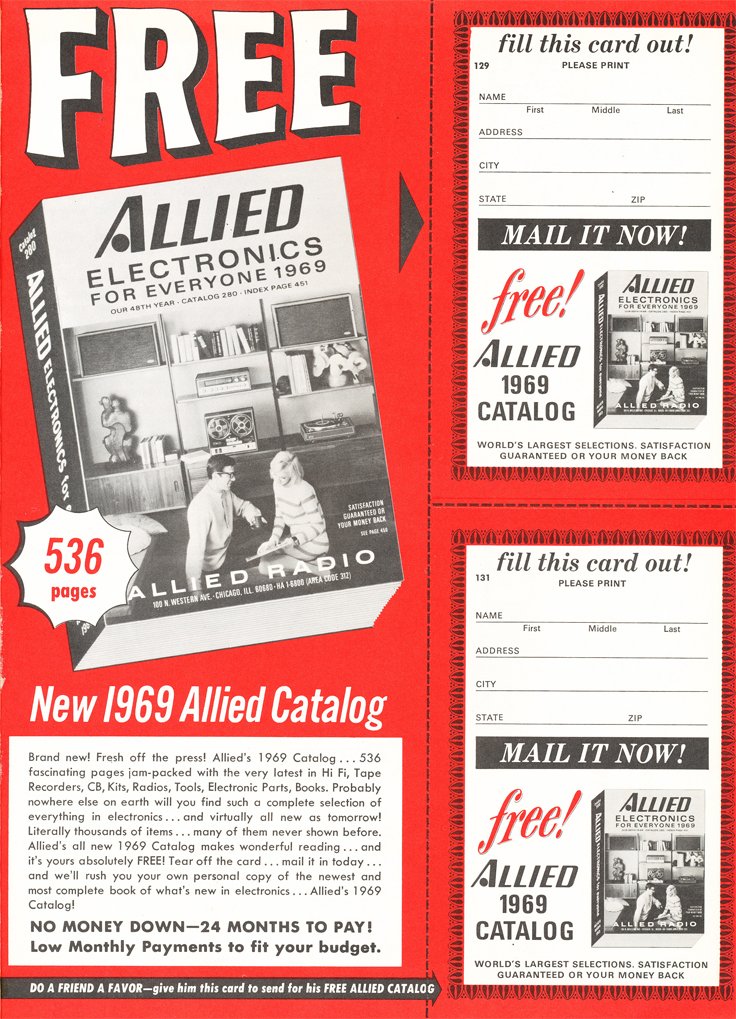 FREE
Catalog
280
ALLIED ELECTRONICS for
ALLIED
ELECTRONICS
FOR EVERYONE 1969
OUR 48TH YEAR · CATALOG 280 · INDEX PAGE 451
SATISFACTION
GUARANTEED OR
YOUR MONEY BACK
SEE PAGE 450
ALLIED RADIO
100 N. WESTERN AVE. · CHICAGO, ILL. 60680 · HA 1-6800 (AREA CODE 312)
536
pages
New 1969 Allied Catalog
Brand new! Fresh off the press! Allied's 1969 Catalog . . . 536
fascinating pages jam-packed with the very latest in Hi Fi, Tape
Recorders, CB, Kits, Radios, Tools, Electronic Parts, Books. Probably
nowhere else on earth will you find such a complete selection of
everything in electronics . . . and virtually all new as tomorrow!
Literally thousands of items . . . many of them never shown before.
Allied's all new 1969 Catalog makes wonderful reading . . . and
it's yours absolutely FREE! Tear off the card . . . mail it in today . . .
and we'll rush you your own personal copy of the newest and
most complete book of what's new in electronics . . . Allied's 1969
Catalog!
NO MONEY DOWN—24 MONTHS TO PAY!
Low Monthly Payments to fit your budget.
DO A FRIEND A FAVOR—give him this card to send for his FREE ALLIED CATALOG
fill this card out!
129 PLEASE PRINT
NAME
First Middle Last
ADDRESS
CITY
STATE ZIP
MAIL IT NOW!
free!
ALLIED
1969
CATALOG
ALLIED
ELECTRONICS
FOR EVERYONE 1969
ALLIED RADIO
WORLD'S LARGEST SELECTIONS. SATISFACTION
GUARANTEED OR YOUR MONEY BACK
fill this card out!
131 PLEASE PRINT
NAME
First Middle Last
ADDRESS
CITY
STATE ZIP
MAIL IT NOW!
free!
ALLIED
1969
CATALOG
ALLIED
ELECTRONICS
FOR EVERYONE 1969
ALLIED RADIO
WORLD'S LARGEST SELECTIONS. SATISFACTION
GUARANTEED OR YOUR MONEY BACK